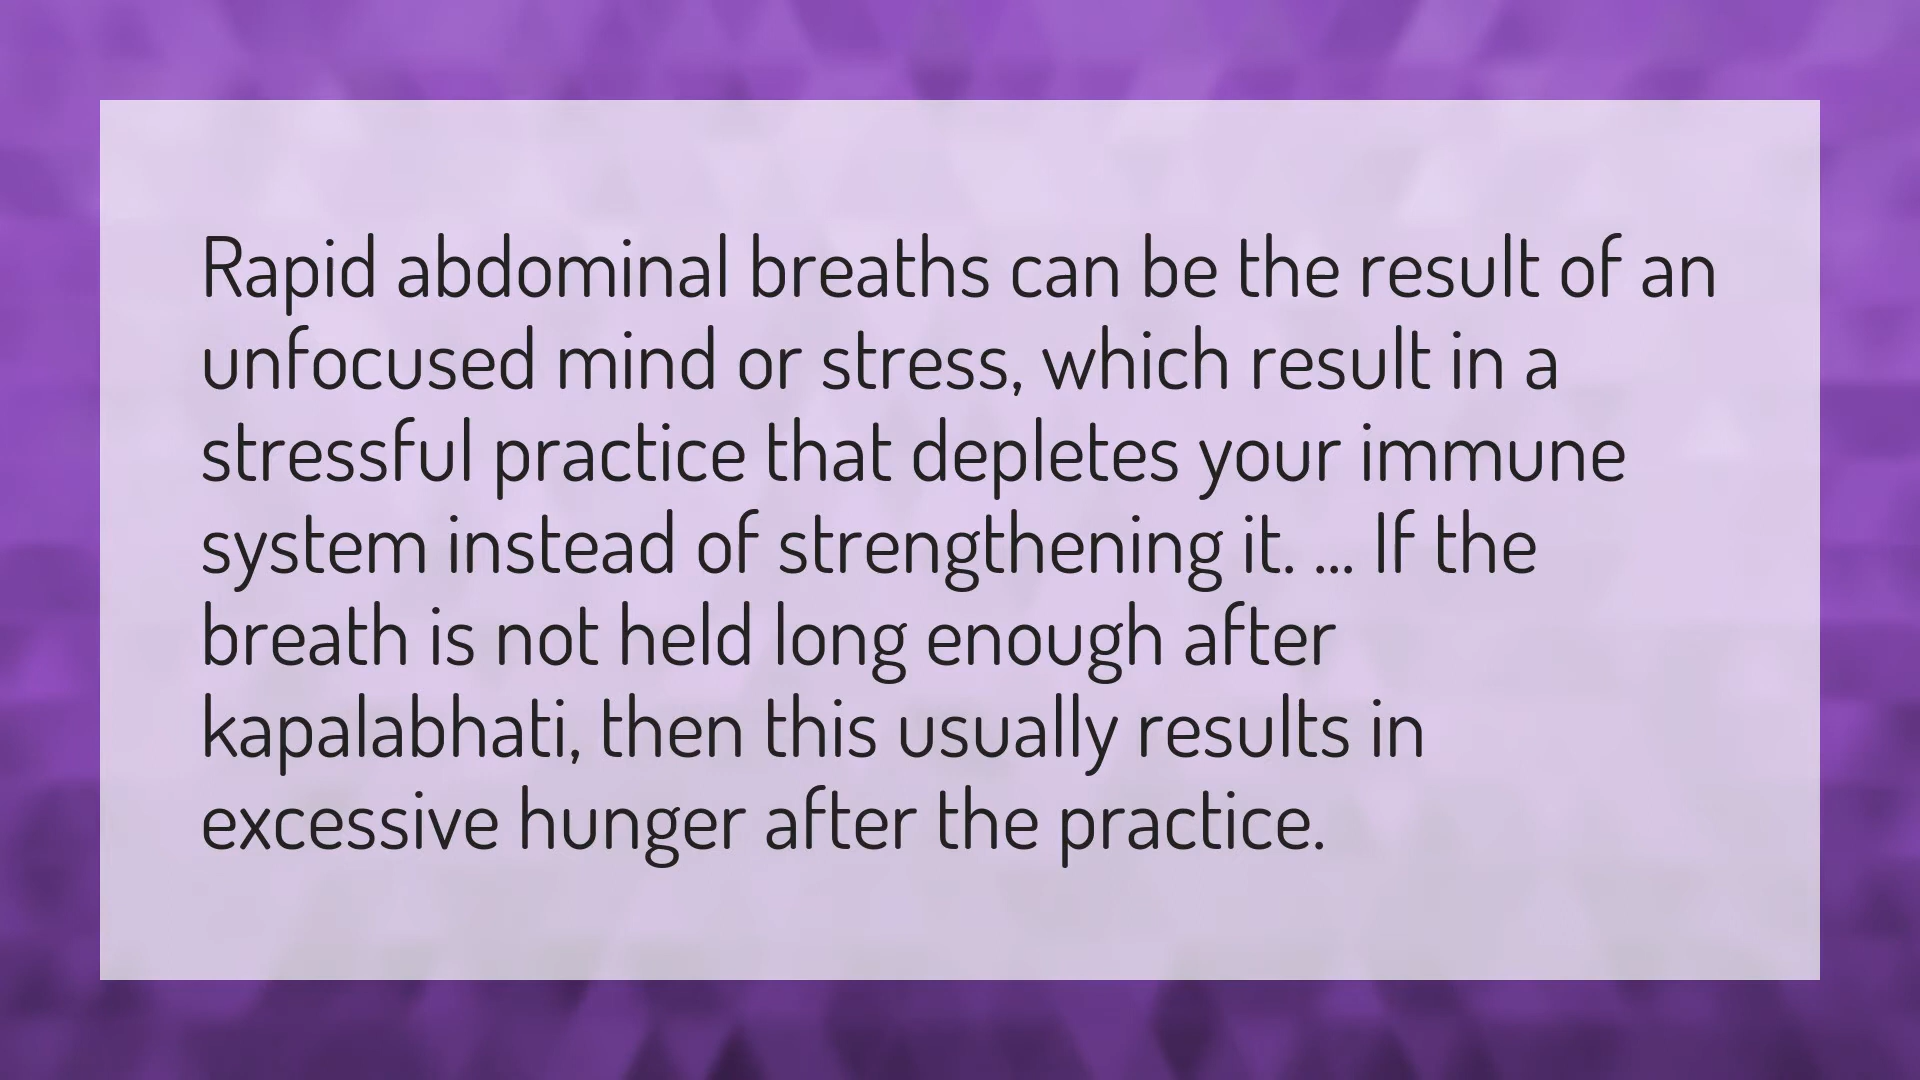 Rapid abdominal breaths can be the result of an
unfocused mind or stress, which result in a
stressful practice that depletes your immune
system instead of strengthening it. ... If the
breath is not held long enough after
kapalabhati, then this usually results in
excessive hunger after the practice.